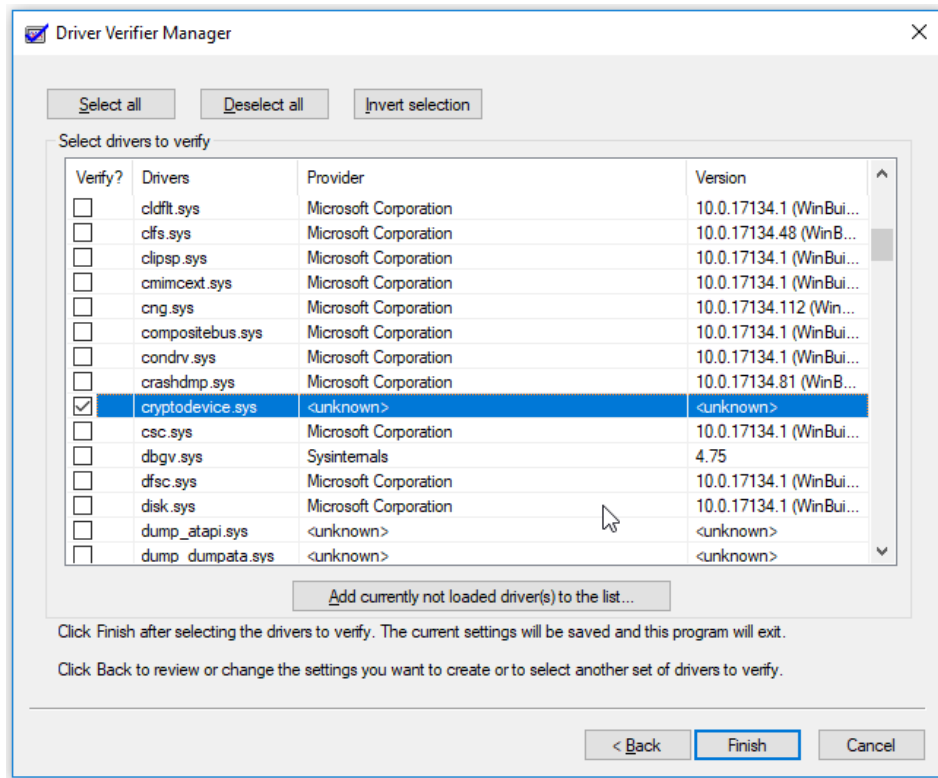 Driver Verifier Manager
Select all Deselect all Invert selection
Select drivers to verify
Verify? Drivers Provider Version
cldflt.sys Microsoft Corporation 10.0.17134.1 (WinBui...
clfs.sys Microsoft Corporation 10.0.17134.48 (WinB...
clipsp.sys Microsoft Corporation 10.0.17134.1 (WinBui...
cmimcext.sys Microsoft Corporation 10.0.17134.1 (WinBui...
cng.sys Microsoft Corporation 10.0.17134.112 (Win...
compositebus.sys Microsoft Corporation 10.0.17134.1 (WinBui...
condrv.sys Microsoft Corporation 10.0.17134.1 (WinBui...
crashdmp.sys Microsoft Corporation 10.0.17134.81 (WinB...
cryptodevice.sys <unknown> <unknown>
csc.sys Microsoft Corporation 10.0.17134.1 (WinBui...
dbgv.sys Sysinternals 4.75
dfsc.sys Microsoft Corporation 10.0.17134.1 (WinBui...
disk.sys Microsoft Corporation 10.0.17134.1 (WinBui...
dump_atapi.sys <unknown> <unknown>
dump_dumpata.sys <unknown> <unknown>
Add currently not loaded driver(s) to the list...
Click Finish after selecting the drivers to verify. The current settings will be saved and this program will exit.
Click Back to review or change the settings you want to create or to select another set of drivers to verify.
< Back Finish Cancel